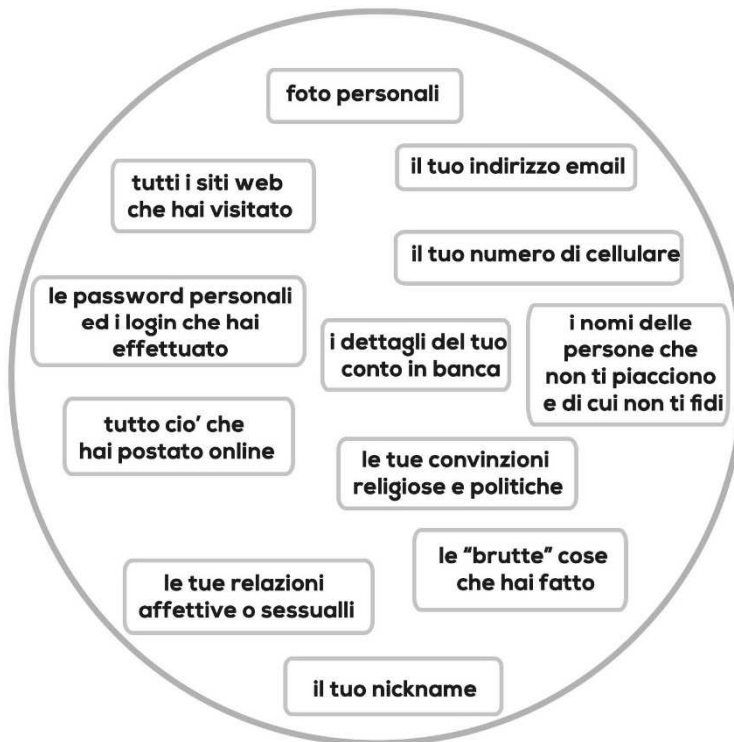 foto personali
il tuo indirizzo email
tutti i siti web
che hai visitato
il tuo numero di cellulare
le password personali
ed i login che hai
effettuato
i dettagli del tuo
conto in banca
i nomi delle
persone che
non ti piacciono
e di cui non ti fidi
tutto cio’ che
hai postato online
le tue convinzioni
religiose e politiche
le “brutte” cose
che hai fatto
le tue relazioni
affettive o sessualli
il tuo nickname